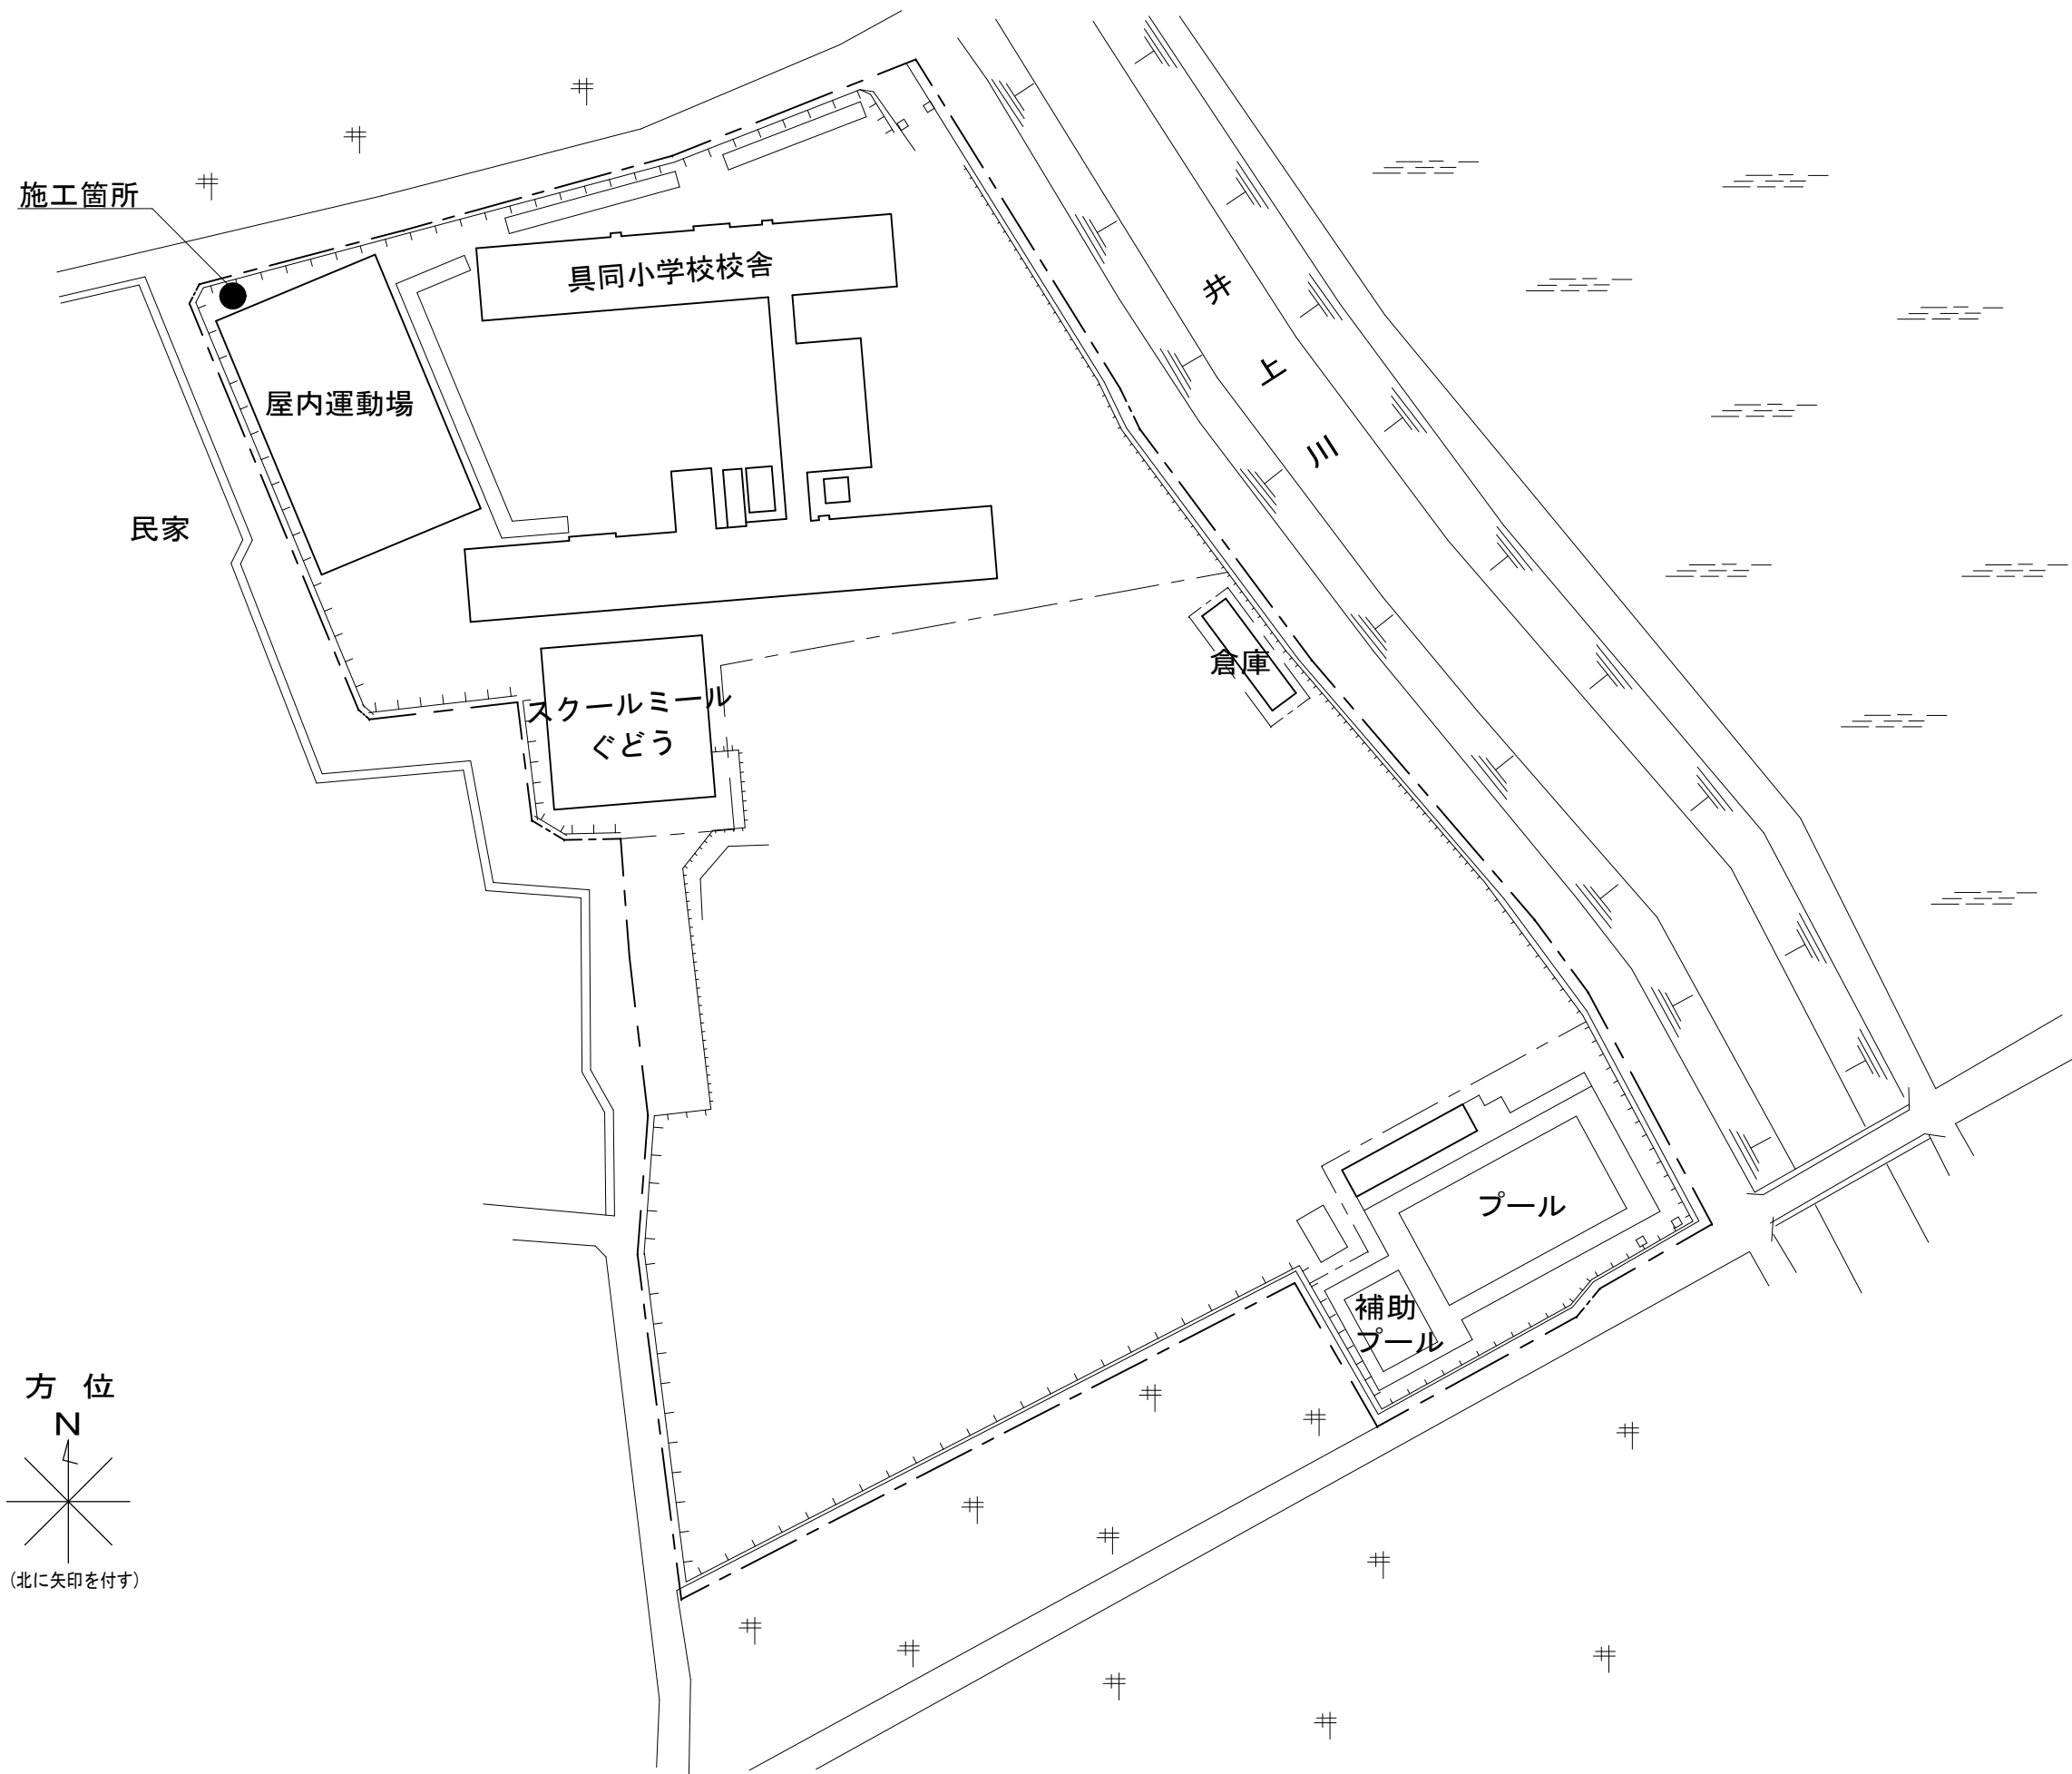 施工箇所
具同小学校校舎
井上川
屋内運動場
民家
倉庫
スクールミール
ぐどう
プール
補助
プール
方 位
N
(北に矢印を付す)